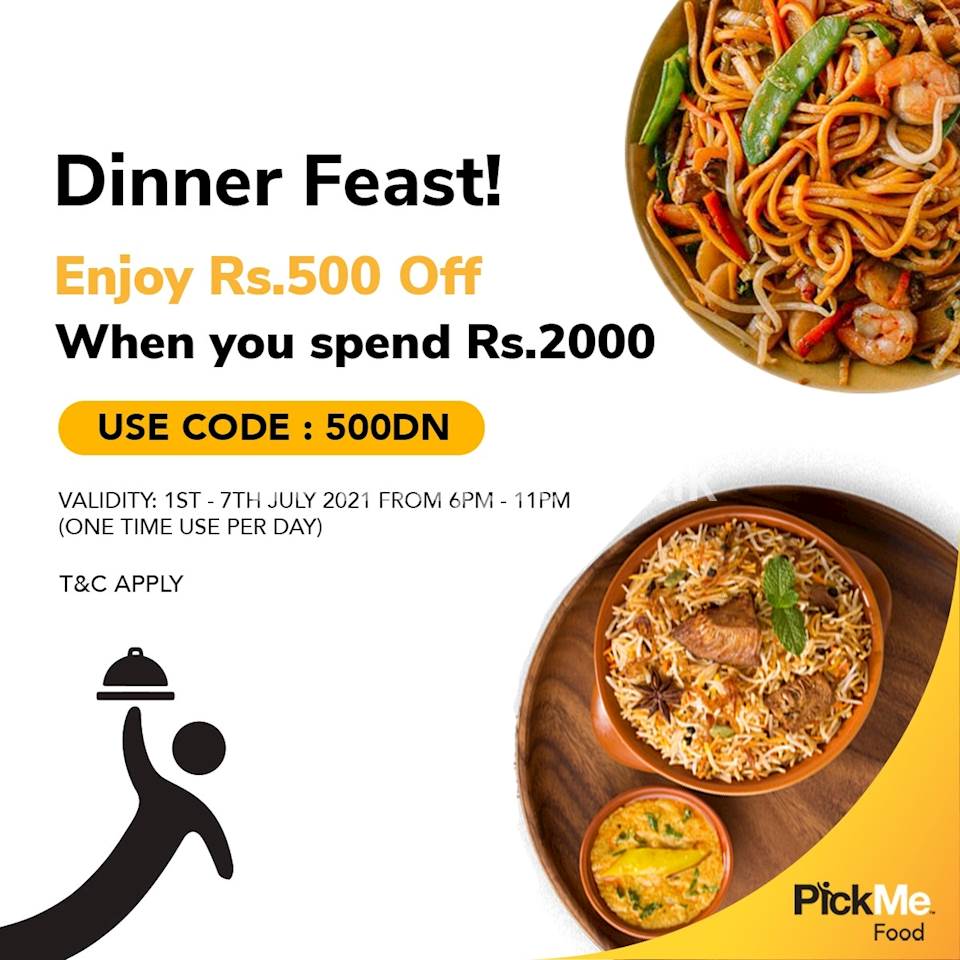 Dinner Feast!
Enjoy Rs.500 Off
When you spend Rs.2000
USE CODE : 500DN
VALIDITY: 1ST - 7TH JULY 2021 FROM 6PM - 11PM
(ONE TIME USE PER DAY)
T&C APPLY
PickMe
Food